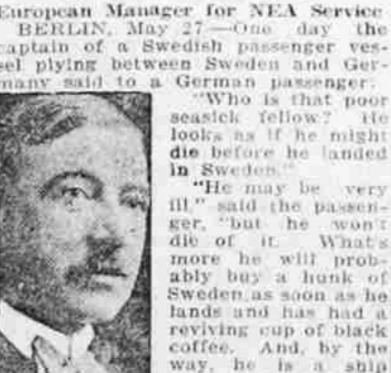 European Manager for NEA Service
BERLIN, May 27—One day the
captain of a Swedish passenger ves-
sel plying between Sweden and Ger-
many said to a German passenger:
"Who is that poor
seasick fellow? He
looks as if he might
die before he landed
in Sweden."
"He may be very
ill," said the passen-
ger, "but he won't
die of it. What's
more he will prob-
ably buy a hunk of
Sweden as soon as he
lands and has had a
reviving cup of black
coffee. And, by the
way, he is a ship